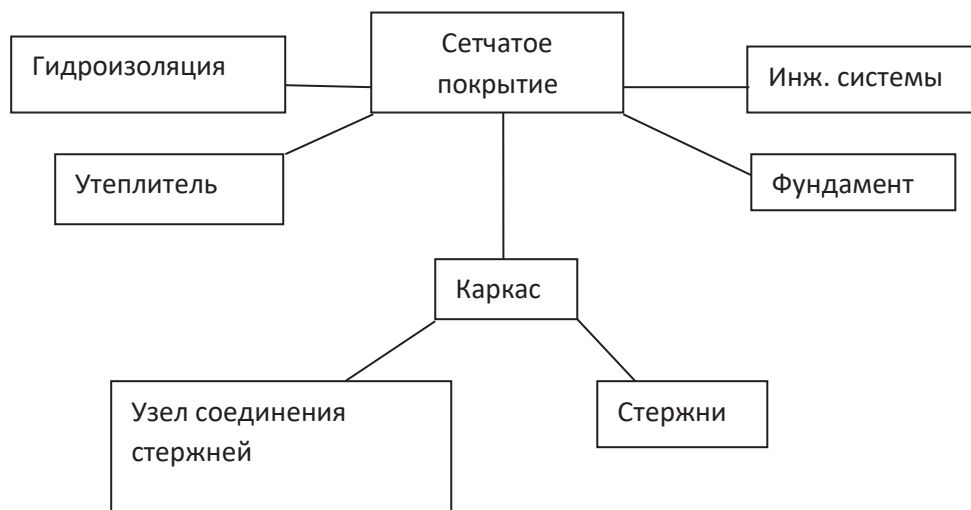 Сетчатое
покрытие
Гидроизоляция
Инж. системы
Утеплитель
Фундамент
Каркас
Узел соединения
стержней
Стержни